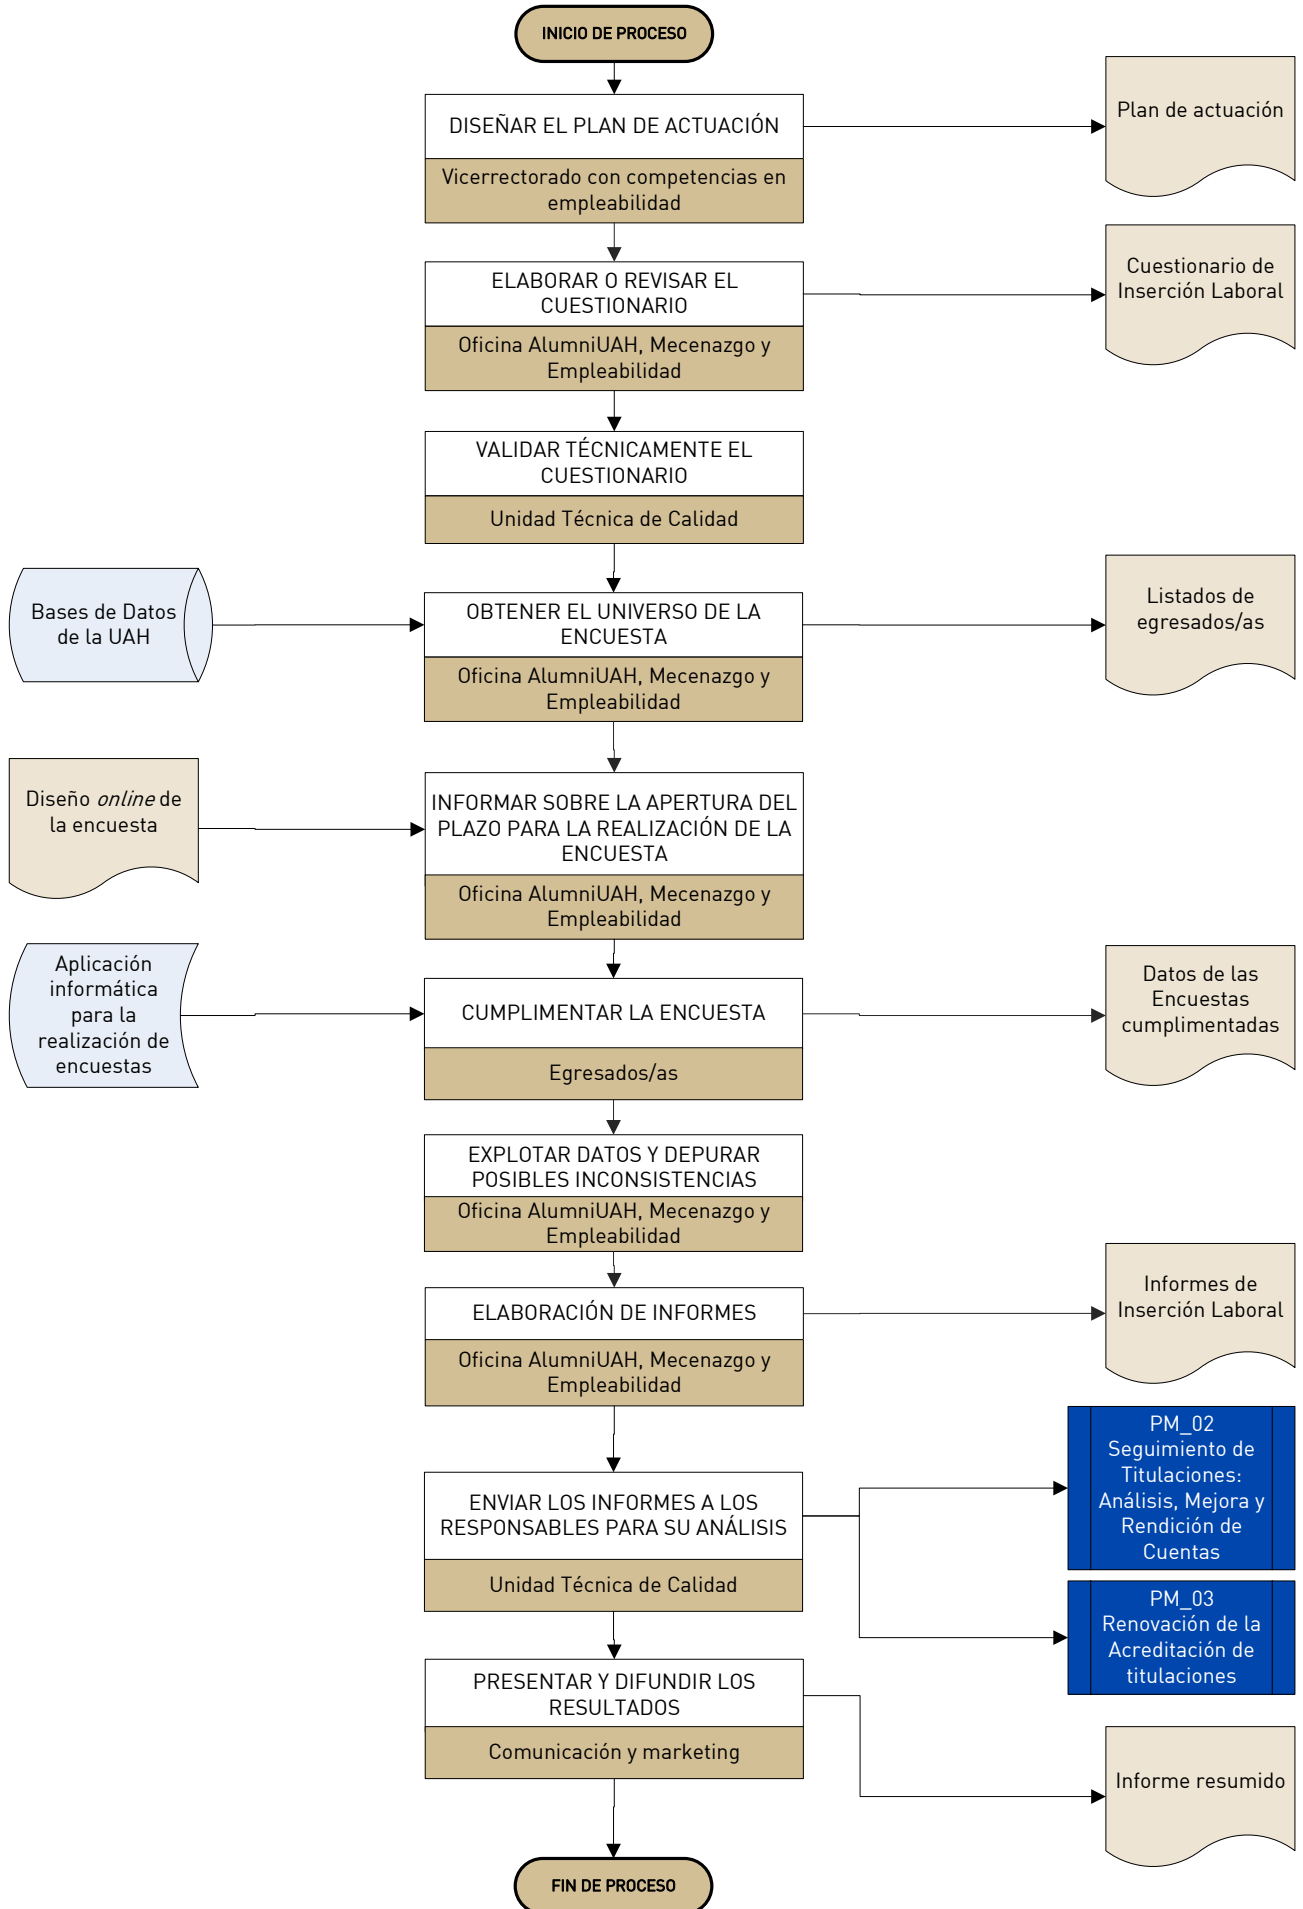 INICIO DE PROCESO
DISEÑAR EL PLAN DE ACTUACIÓN
Vicerrectorado con competencias en
empleabilidad
Plan de actuación
ELABORAR O REVISAR EL
CUESTIONARIO
Oficina AlumniUAH, Mecenazgo y
Empleabilidad
Cuestionario de
Inserción Laboral
VALIDAR TÉCNICAMENTE EL
CUESTIONARIO
Unidad Técnica de Calidad
Bases de Datos
de la UAH
OBTENER EL UNIVERSO DE LA
ENCUESTA
Oficina AlumniUAH, Mecenazgo y
Empleabilidad
Listados de
egresados/as
Diseño online de
la encuesta
INFORMAR SOBRE LA APERTURA DEL
PLAZO PARA LA REALIZACIÓN DE LA
ENCUESTA
Oficina AlumniUAH, Mecenazgo y
Empleabilidad
Aplicación
informática
para la
realización de
encuestas
CUMPLIMENTAR LA ENCUESTA
Egresados/as
Datos de las
Encuestas
cumplimentadas
EXPLOTAR DATOS Y DEPURAR
POSIBLES INCONSISTENCIAS
Oficina AlumniUAH, Mecenazgo y
Empleabilidad
ELABORACIÓN DE INFORMES
Oficina AlumniUAH, Mecenazgo y
Empleabilidad
Informes de
Inserción Laboral
ENVIAR LOS INFORMES A LOS
RESPONSABLES PARA SU ANÁLISIS
Unidad Técnica de Calidad
PM_02
Seguimiento de
Titulaciones:
Análisis, Mejora y
Rendición de
Cuentas
PM_03
Renovación de la
Acreditación de
titulaciones
PRESENTAR Y DIFUNDIR LOS
RESULTADOS
Comunicación y marketing
Informe resumido
FIN DE PROCESO